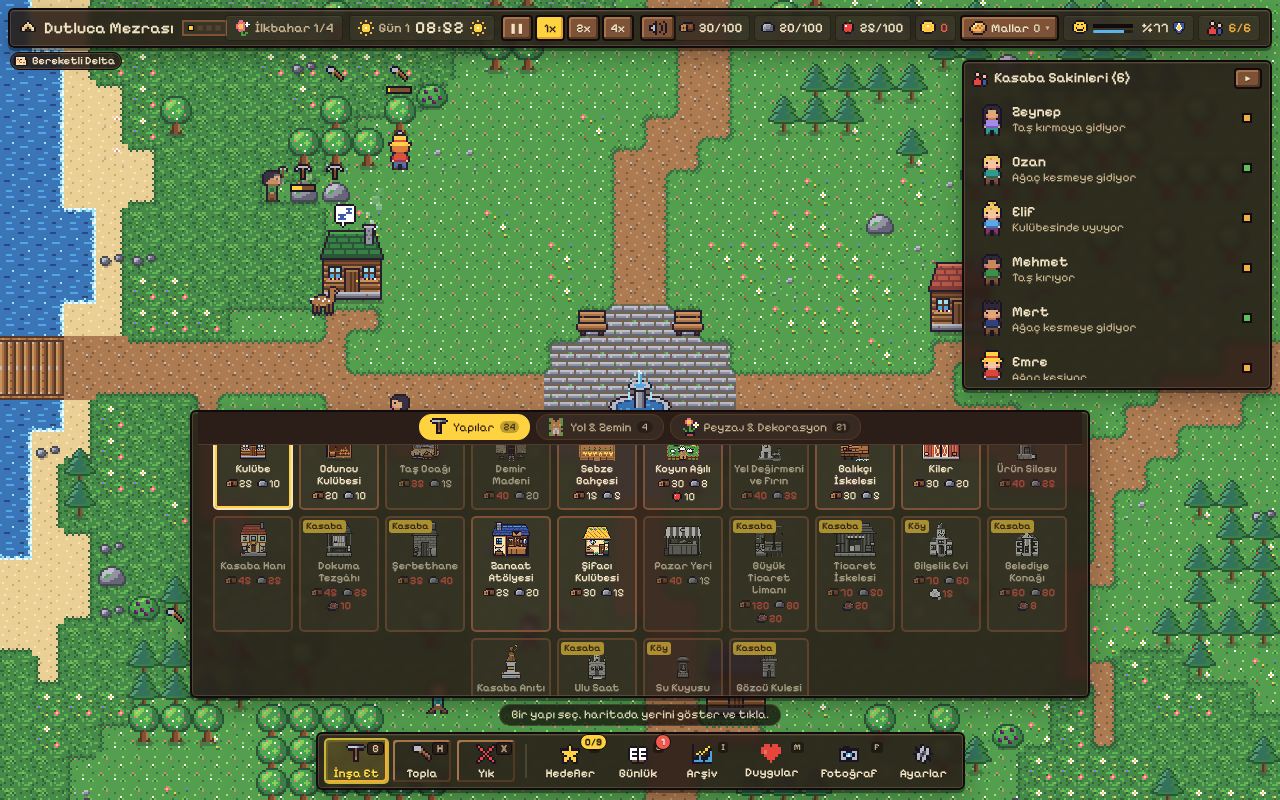 Dutluca Mezrası
İlkbahar 1/4
Gün 1 08:52
1x
2x
4x
30/100
20/100
25/100
0
Mallar 0
%77
6/6
Bereketli Delta
Kasaba Sakinleri (6)
Zeynep
Taş kırmaya gidiyor
Ozan
Ağaç kesmeye gidiyor
Elif
Kulübesinde uyuyor
Mehmet
Taş kırıyor
Mert
Ağaç kesmeye gidiyor
Emre
Ağaç kesiyor
Yapılar 24
Yol & Zemin 4
Peyzaj & Dekorasyon 21
Kulübe
25 10
Oduncu Kulübesi
20 10
Taş Ocağı
35 15
Demir Madeni
40 20
Sebze Bahçesi
15 5
Koyun Ağılı
30 8
10
Yel Değirmeni ve Fırın
40 35
Balıkçı İskelesi
30 5
Kiler
30 20
Ürün Silosu
40 25
Kasaba Hanı
45 25
Kasaba
Dokuma Tezgâhı
45 25
10
Kasaba
Şerbethane
35 40
Zanaat Atölyesi
25 20
Şifacı Kulübesi
30 15
Pazar Yeri
40 15
Kasaba
Büyük Ticaret Limanı
120 80
20
Kasaba
Ticaret İskelesi
70 50
20
Köy
Bilgelik Evi
70 60
15
Kasaba
Belediye Konağı
60 80
8
Kasaba Anıtı
Kasaba
Ulu Saat
Köy
Su Kuyusu
Kasaba
Gözcü Kulesi
Bir yapı seç, haritada yerini göster ve tıkla.
B
İnşa Et
H
Topla
X
Yık
0/9
Hedefler
1
Günlük
I
Arşiv
M
Duygular
F
Fotoğraf
Ayarlar